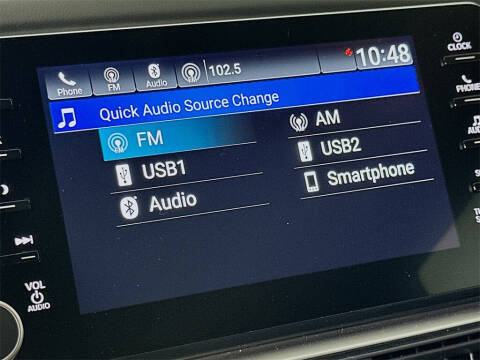 102.5
10:48
CLOCK
Phone
FM
Audio
FM
PHONE
Quick Audio Source Change
FM
AM
USB1
USB2
Audio
Smartphone
VOL
AUDIO